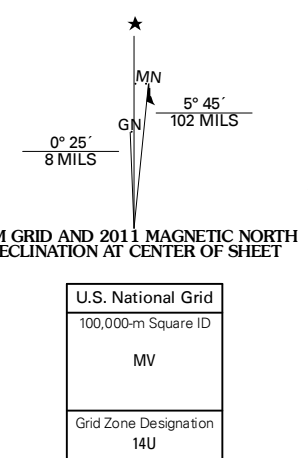 ★
MN
5° 45´
102 MILS
GN
0° 25´
8 MILS
M GRID AND 2011 MAGNETIC NORTH
ECLINATION AT CENTER OF SHEET
U.S. National Grid
100,000-m Square ID
MV
Grid Zone Designation
14U